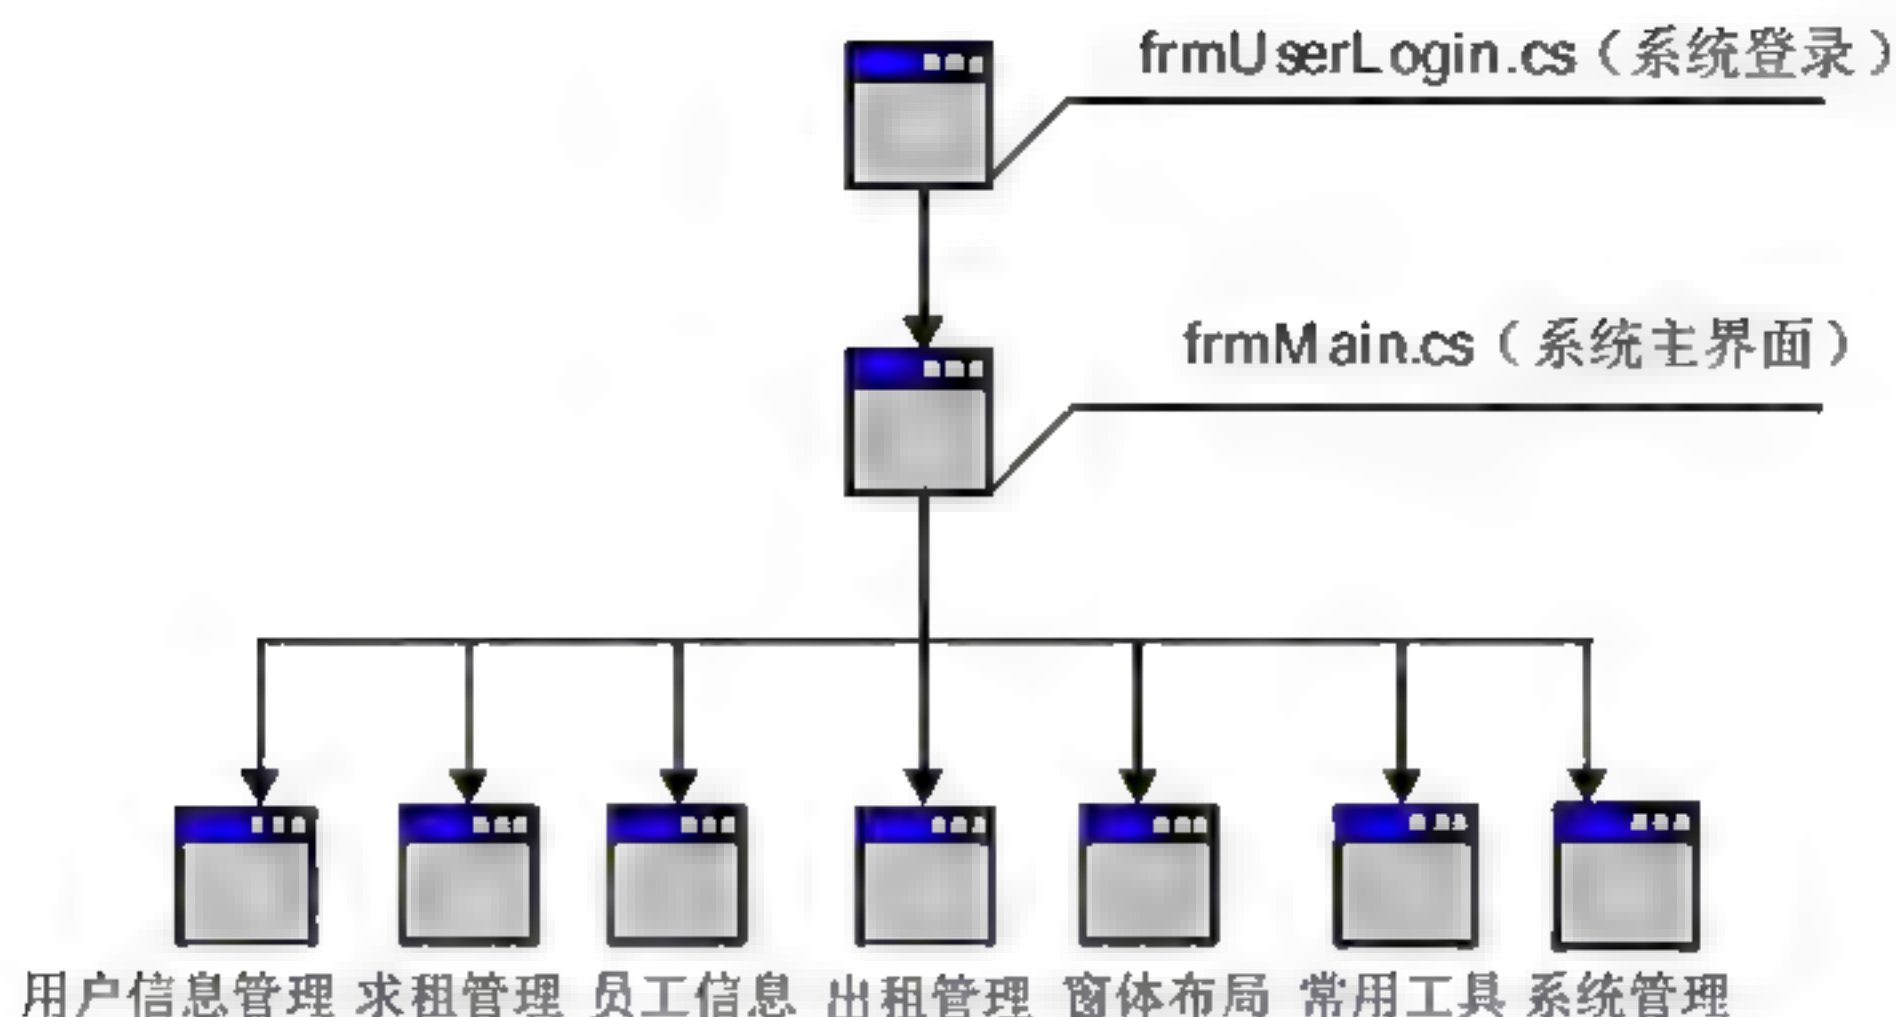 frmUserLogin.cs（系统登录）
frmMain.cs（系统主界面）
用户信息管理 求租管理 员工信息 出租管理 窗体布局 常用工具 系统管理